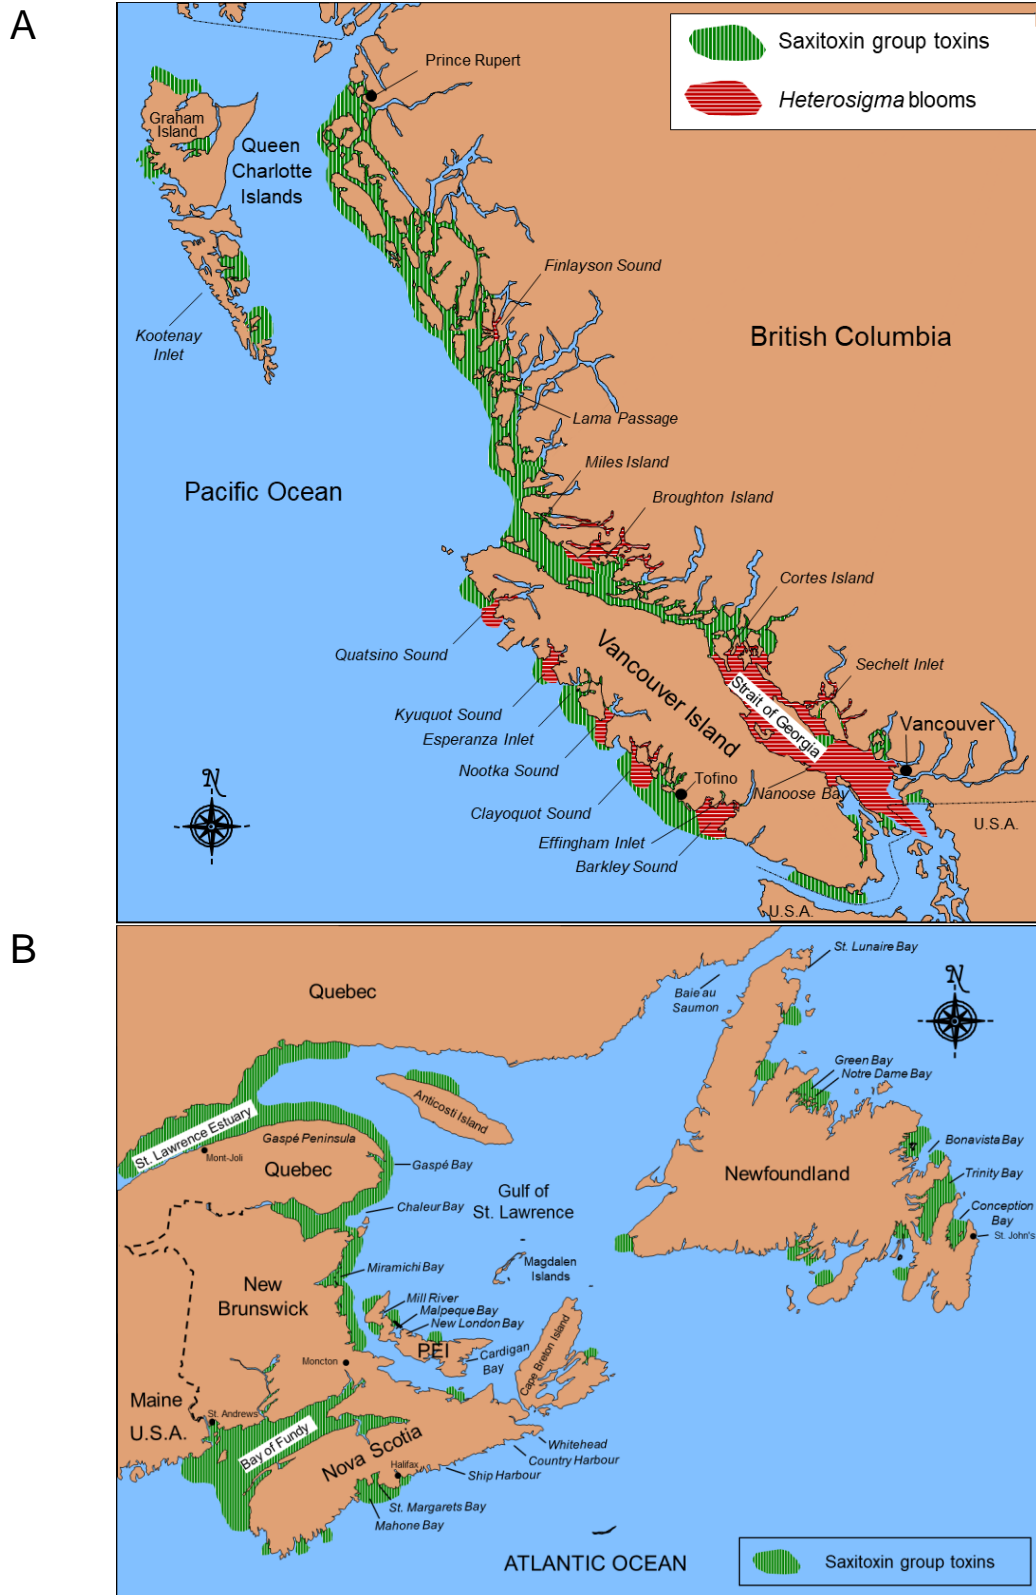 A
Saxitoxin group toxins
Heterosigma blooms
Prince Rupert
Graham
Island
Queen
Charlotte
Islands
Finlayson Sound
Kootenay
Inlet
British Columbia
Lama Passage
Miles Island
Pacific Ocean
Broughton Island
Cortes Island
Quatsino Sound
Vancouver Island
Sechelt Inlet
Strait of Georgia
Kyuquot Sound
Vancouver
Esperanza Inlet
Nootka Sound
Tofino
Nanoose Bay
N
Clayoquot Sound
U.S.A.
Effingham Inlet
Barkley Sound
U.S.A.
B
St. Lunaire Bay
Quebec
Baie au
Saumon
N
Green Bay
Notre Dame Bay
Anticosti Island
St. Lawrence Estuary
Gaspé Peninsula
Mont-Joli
Quebec
Gaspé Bay
Bonavista Bay
Newfoundland
Trinity Bay
Gulf of
St. Lawrence
Chaleur Bay
Conception
Bay
St. John's
Miramichi Bay
Magdalen
Islands
New
Brunswick
Mill River
Malpeque Bay
New London Bay
PEI
Cardigan
Bay
Cape Breton Island
Moncton
Maine
U.S.A.
St. Andrews
Bay of Fundy
Nova Scotia
Whitehead
Country Harbour
Halifax
Ship Harbour
St. Margarets Bay
Mahone Bay
ATLANTIC OCEAN
Saxitoxin group toxins